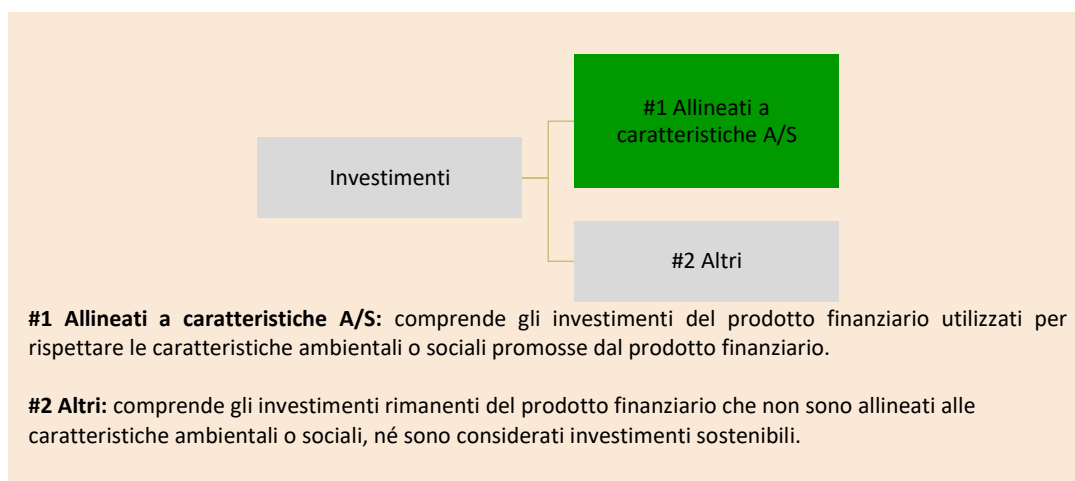 #1 Allineati a
caratteristiche A/S
Investimenti
#2 Altri
#1 Allineati a caratteristiche A/S: comprende gli investimenti del prodotto finanziario utilizzati per
rispettare le caratteristiche ambientali o sociali promosse dal prodotto finanziario.
#2 Altri: comprende gli investimenti rimanenti del prodotto finanziario che non sono allineati alle
caratteristiche ambientali o sociali, né sono considerati investimenti sostenibili.